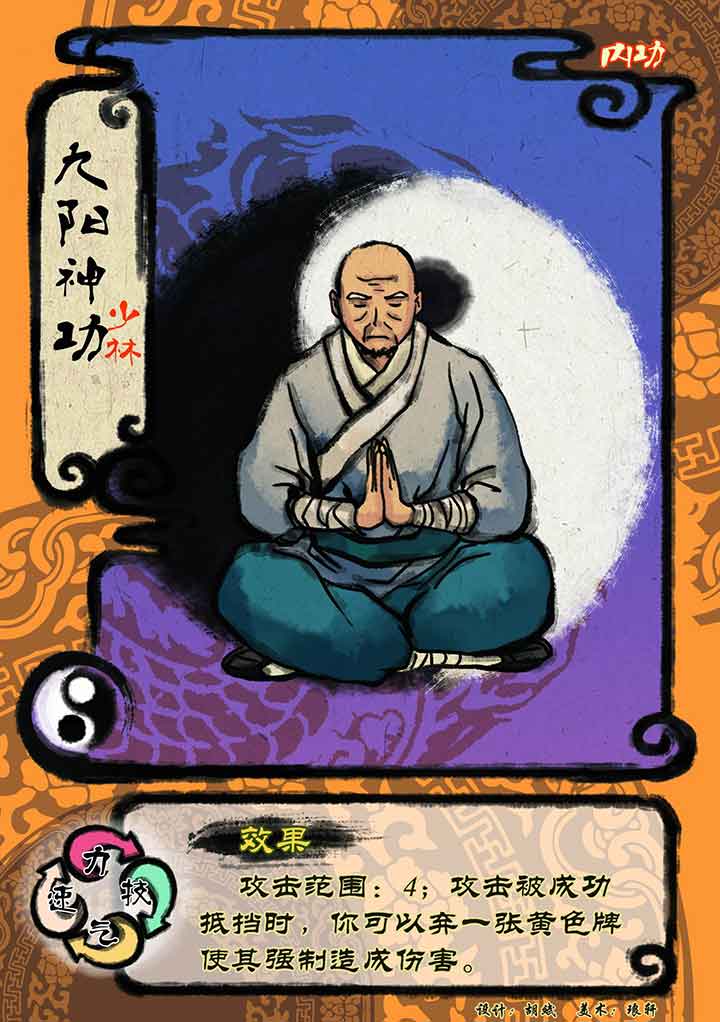 内功
九阳神功
少林
力
速 技
气
效果
攻击范围：4；攻击被成功
抵挡时，你可以弃一张黄色牌
使其强制造成伤害。
设计：胡斌 美术：琅轩